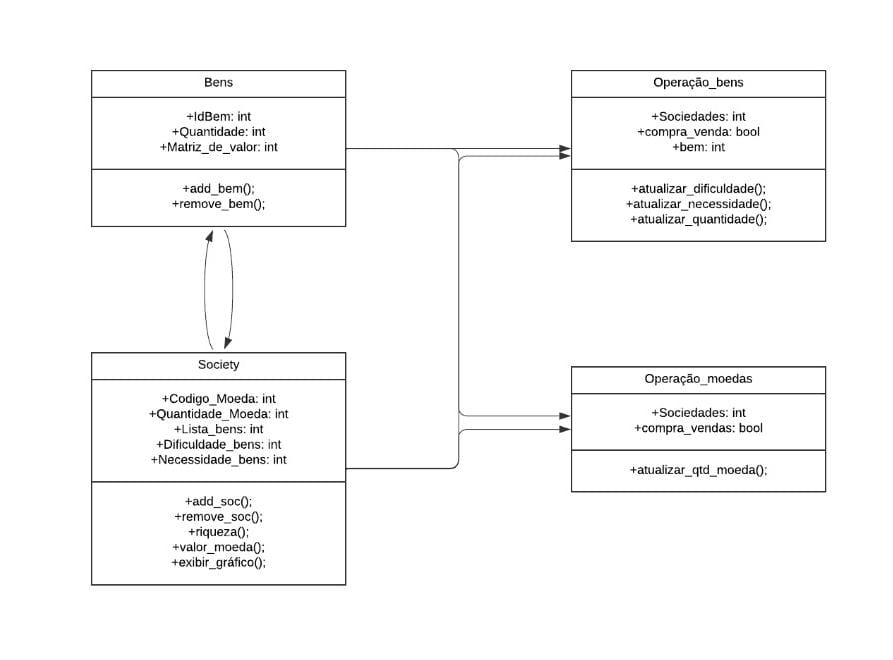 Bens
+IdBem: int
+Quantidade: int
+Matriz_de_valor: int
+add_bem();
+remove_bem();
Operação_bens
+Sociedades: int
+compra_venda: bool
+bem: int
+atualizar_dificuldade();
+atualizar_necessidade();
+atualizar_quantidade();
Society
+Codigo_Moeda: int
+Quantidade_Moeda: int
+Lista_bens: int
+Dificuldade_bens: int
+Necessidade_bens: int
+add_soc();
+remove_soc();
+riqueza();
+valor_moeda();
+exibir_gráfico();
Operação_moedas
+Sociedades: int
+compra_vendas: bool
+atualizar_qtd_moeda();